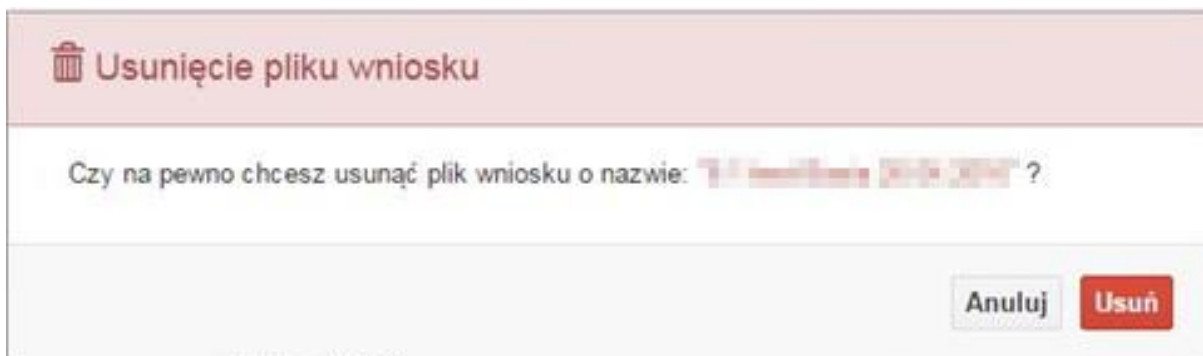 Usunięcie pliku wniosku
Czy na pewno chcesz usunąć plik wniosku o nazwie: ?
Anuluj Usuń